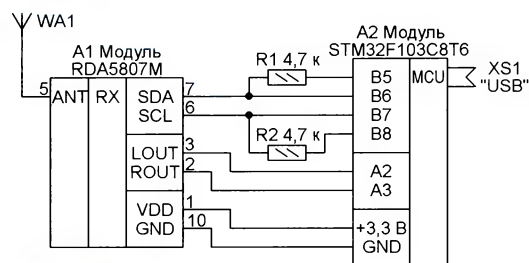 WA1
A1 Модуль
RDA5807M
A2 Модуль
STM32F103C8T6
R1 4,7 к
XS1
"USB"
5
ANT
RX
SDA
7
SCL
6
B5
B6
B7
B8
MCU
R2 4,7 к
LOUT
3
ROUT
2
A2
A3
VDD
1
GND
10
+3,3 В
GND